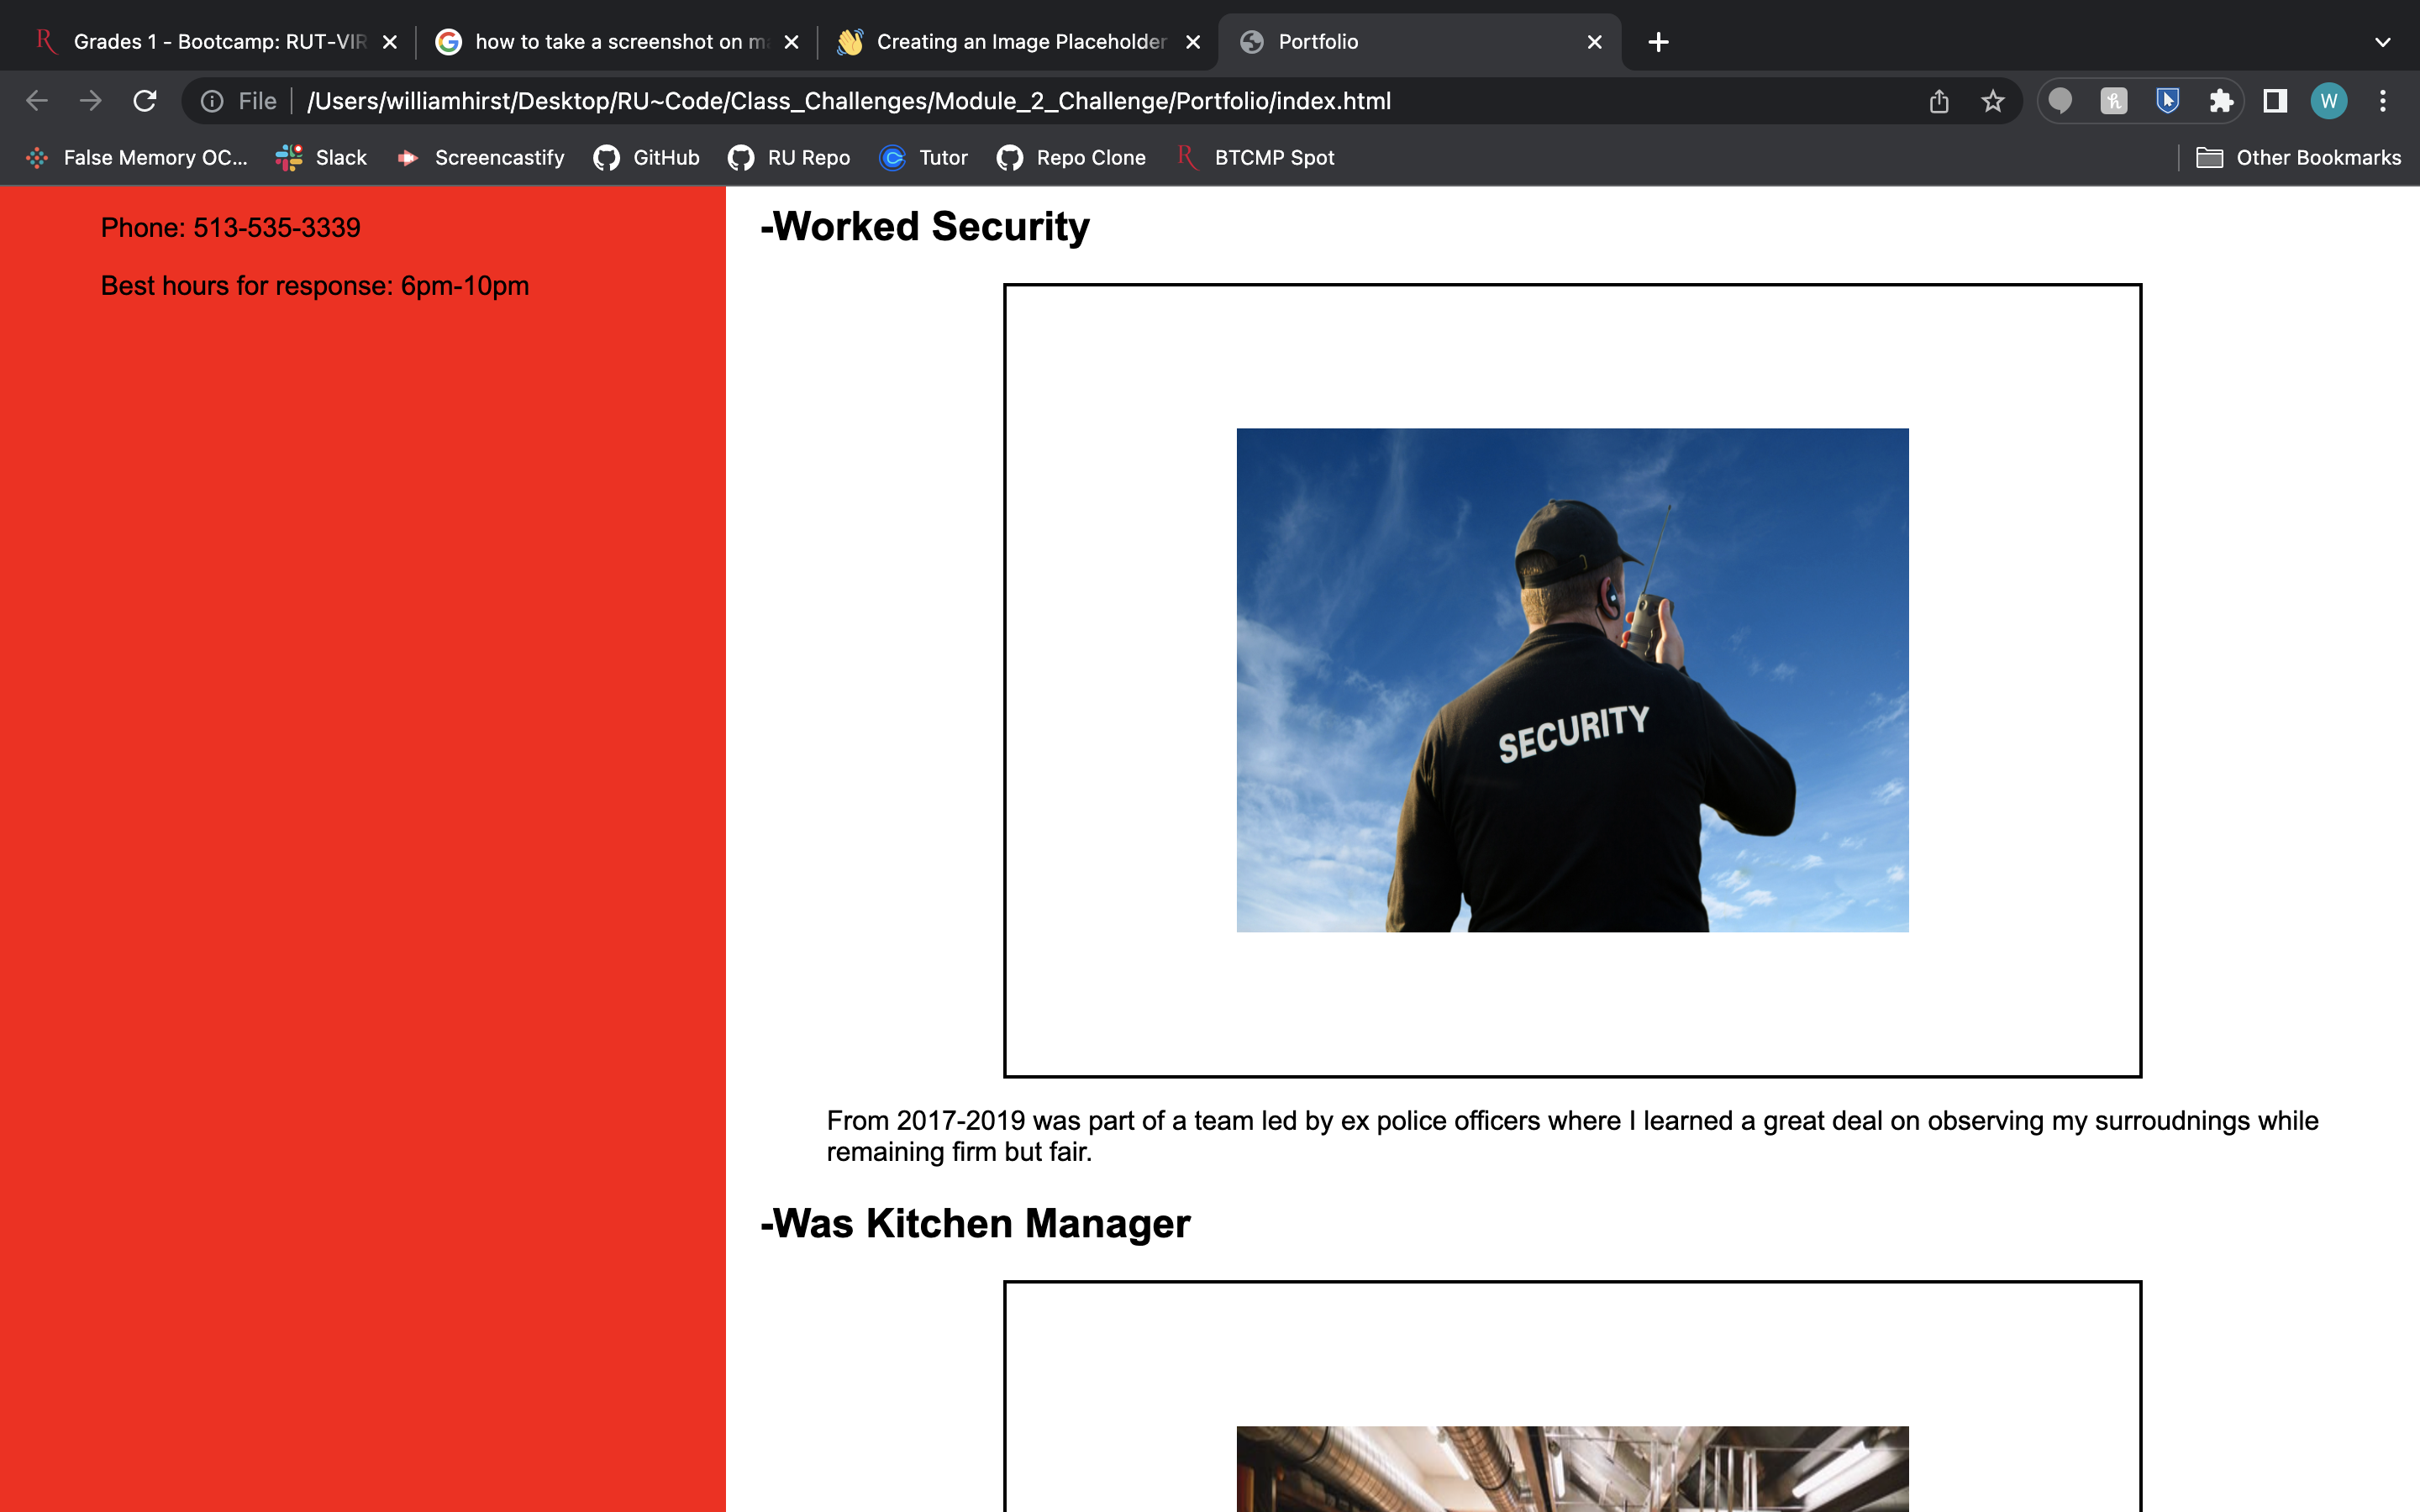 Grades 1 - Bootcamp: RUT-VIR
how to take a screenshot on ma
Creating an Image Placeholder
Portfolio
File
/Users/williamhirst/Desktop/RU~Code/Class_Challenges/Module_2_Challenge/Portfolio/index.html
W
False Memory OC...
Slack
Screencastify
GitHub
RU Repo
Tutor
Repo Clone
BTCMP Spot
Other Bookmarks
Phone: 513-535-3339
Best hours for response: 6pm-10pm
-Worked Security
SECURITY
From 2017-2019 was part of a team led by ex police officers where I learned a great deal on observing my surroudnings while
remaining firm but fair.
-Was Kitchen Manager